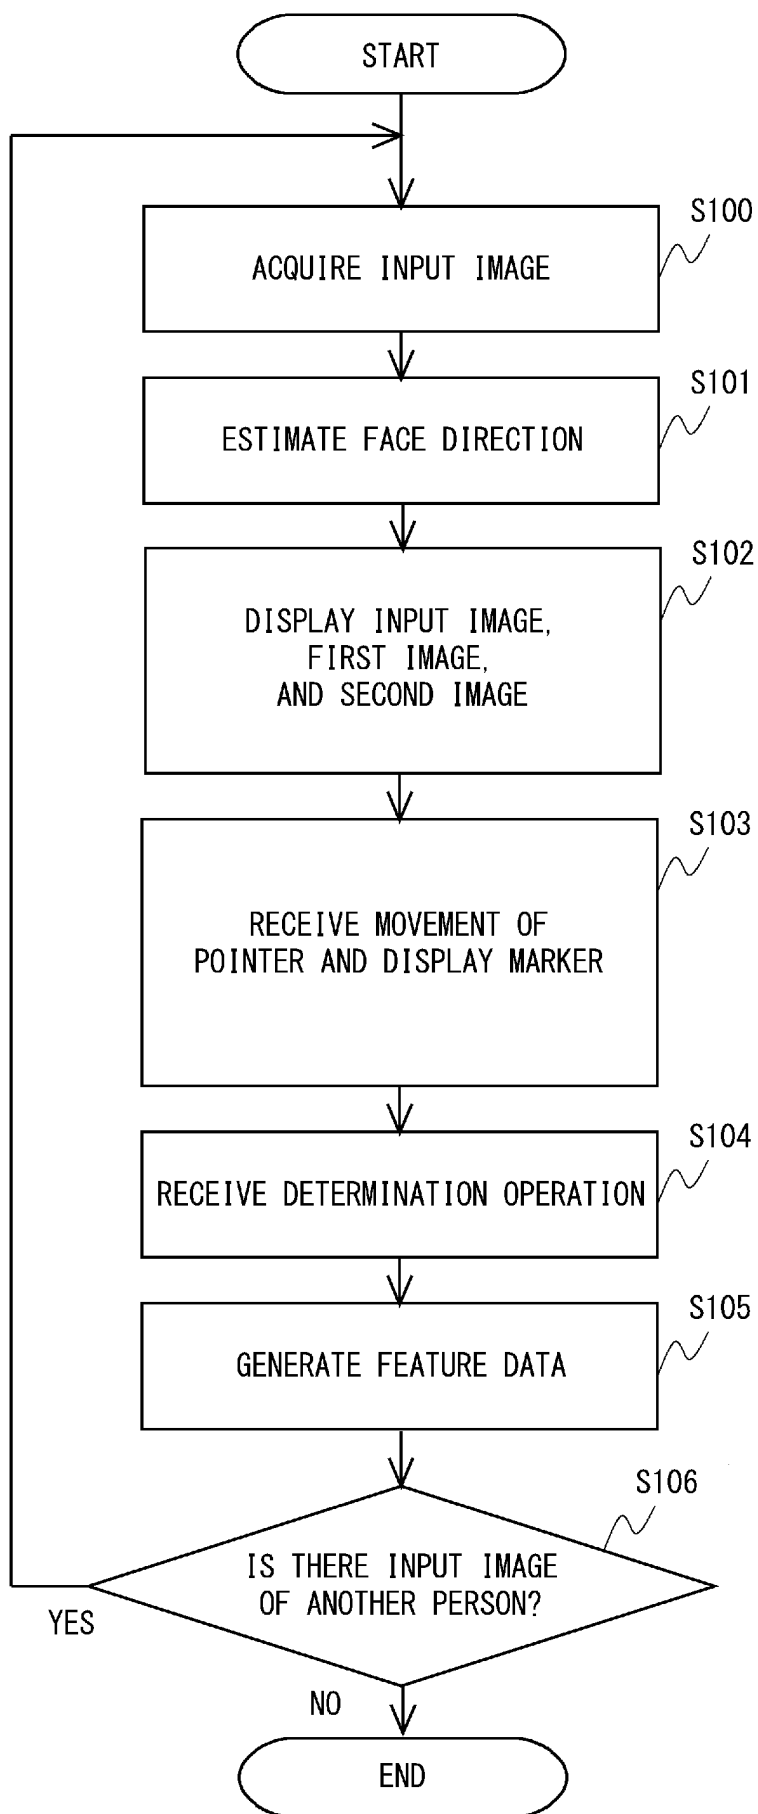 START
S100
ACQUIRE INPUT IMAGE
S101
ESTIMATE FACE DIRECTION
S102
DISPLAY INPUT IMAGE,
FIRST IMAGE,
AND SECOND IMAGE
S103
RECEIVE MOVEMENT OF
POINTER AND DISPLAY MARKER
S104
RECEIVE DETERMINATION OPERATION
S105
GENERATE FEATURE DATA
S106
IS THERE INPUT IMAGE
OF ANOTHER PERSON?
YES
NO
END